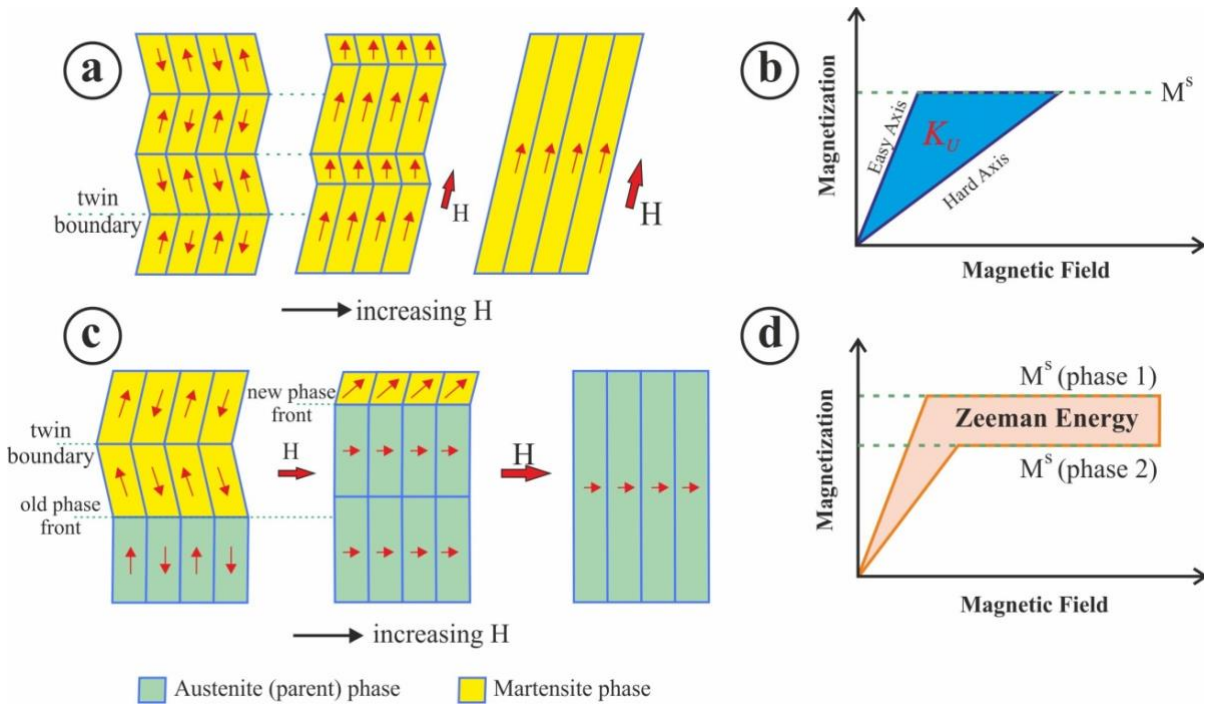 a
twin
boundary
H
H
increasing H
b
Magnetization
M^s
Easy Axis
K_U
Hard Axis
Magnetic Field
c
new phase
front
twin
boundary
old phase
front
H
H
increasing H
d
Magnetization
M^s (phase 1)
Zeeman Energy
M^s (phase 2)
Magnetic Field
Austenite (parent) phase
Martensite phase